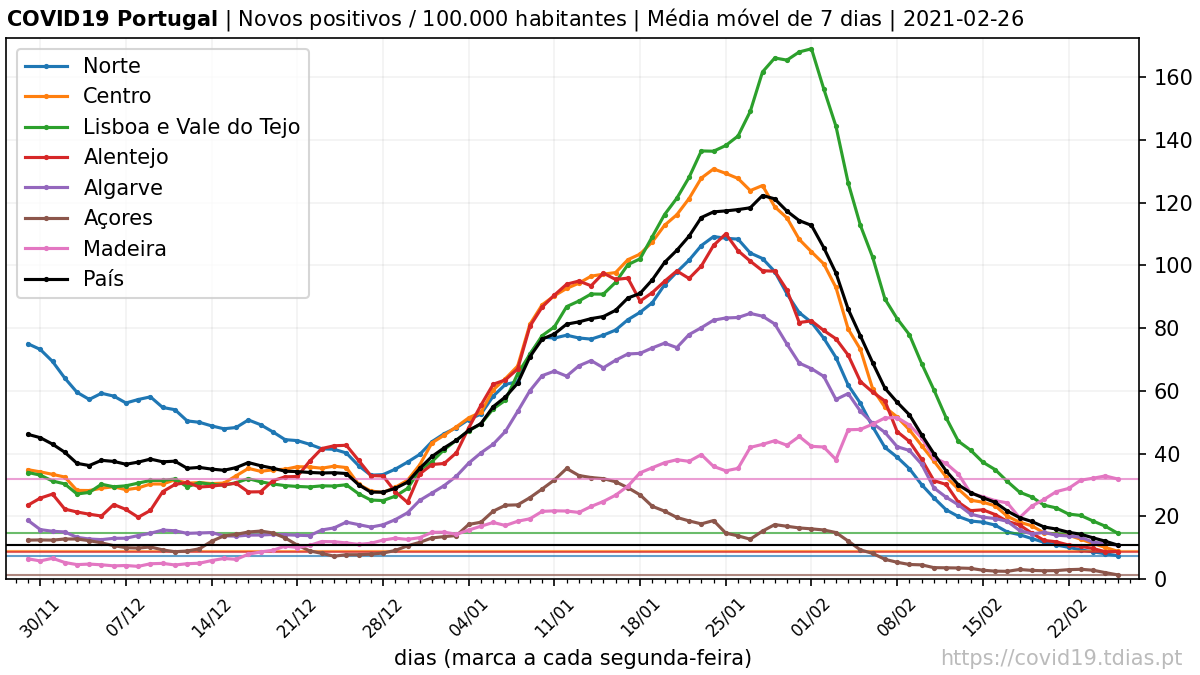 COVID19 Portugal | Novos positivos / 100.000 habitantes | Média móvel de 7 dias | 2021-02-26
Norte
Centro
Lisboa e Vale do Tejo
Alentejo
Algarve
Açores
Madeira
País
160
140
120
100
80
60
40
20
0
30/11
07/12
14/12
21/12
28/12
04/01
11/01
18/01
25/01
01/02
08/02
15/02
22/02
dias (marca a cada segunda-feira)
https://covid19.tdias.pt